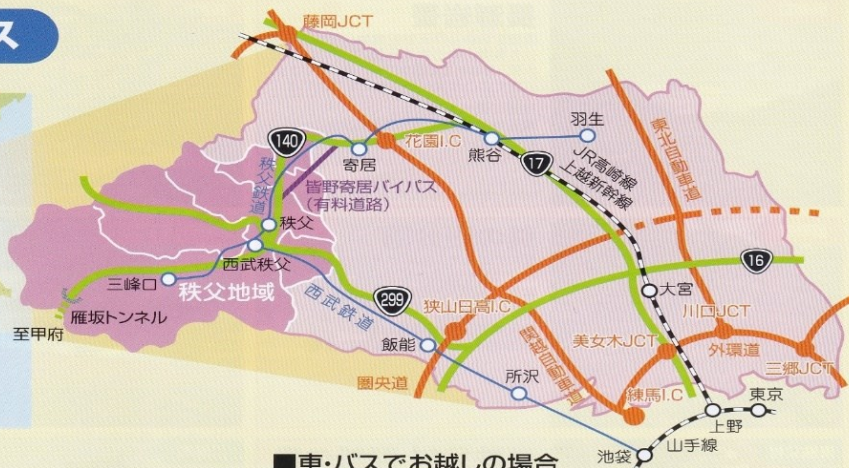 ス
藤岡JCT
140
寄居
花園I.C
熊谷
羽生
17
JR高崎線
上越新幹線
東北自動車道
秩父鉄道
皆野寄居バイパス
(有料道路)
秩父
西武秩父
三峰口
秩父地域
雁坂トンネル
至甲府
西武鉄道
299
狭山日高I.C
飯能
圏央道
関越自動車道
16
大宮
川口JCT
美女木JCT
外環道
三郷JCT
所沢
練馬I.C
東京
上野
山手線
池袋
■車・バスでお越しの場合